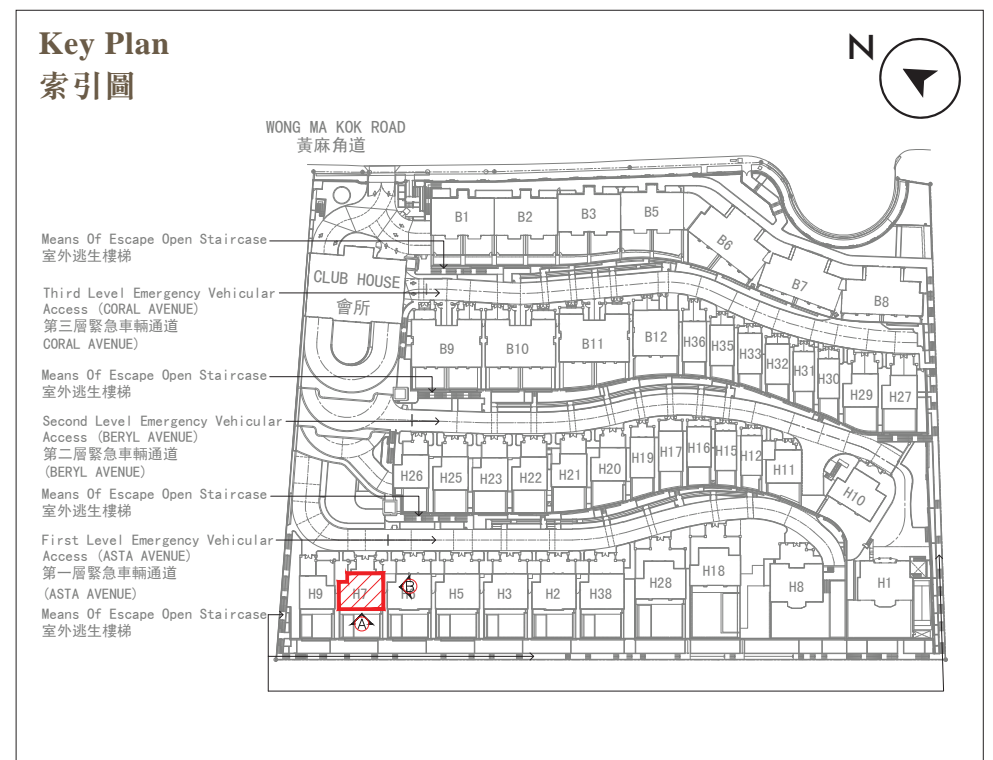 Key Plan
索引圖
N
WONG MA KOK ROAD
黃麻角道
B1
B2
B3
B5
B6
B7
B8
Means Of Escape Open Staircase
室外逃生樓梯
CLUB HOUSE
會所
Third Level Emergency Vehicular
Access (CORAL AVENUE)
第三層緊急車輛通道
CORAL AVENUE)
B9
B10
B11
B12
H36
H35
H33
H32
H31
H30
H29
H27
Means Of Escape Open Staircase
室外逃生樓梯
Second Level Emergency Vehicular
Access (BERYL AVENUE)
第二層緊急車輛通道
(BERYL AVENUE)
H26
H25
H23
H22
H21
H20
H19
H17
H16
H15
H12
H11
H10
Means Of Escape Open Staircase
室外逃生樓梯
First Level Emergency Vehicular
Access (ASTA AVENUE)
第一層緊急車輛通道
(ASTA AVENUE)
H9
H7
B
H5
H3
H2
H38
H28
H18
H8
H1
A
Means Of Escape Open Staircase
室外逃生樓梯